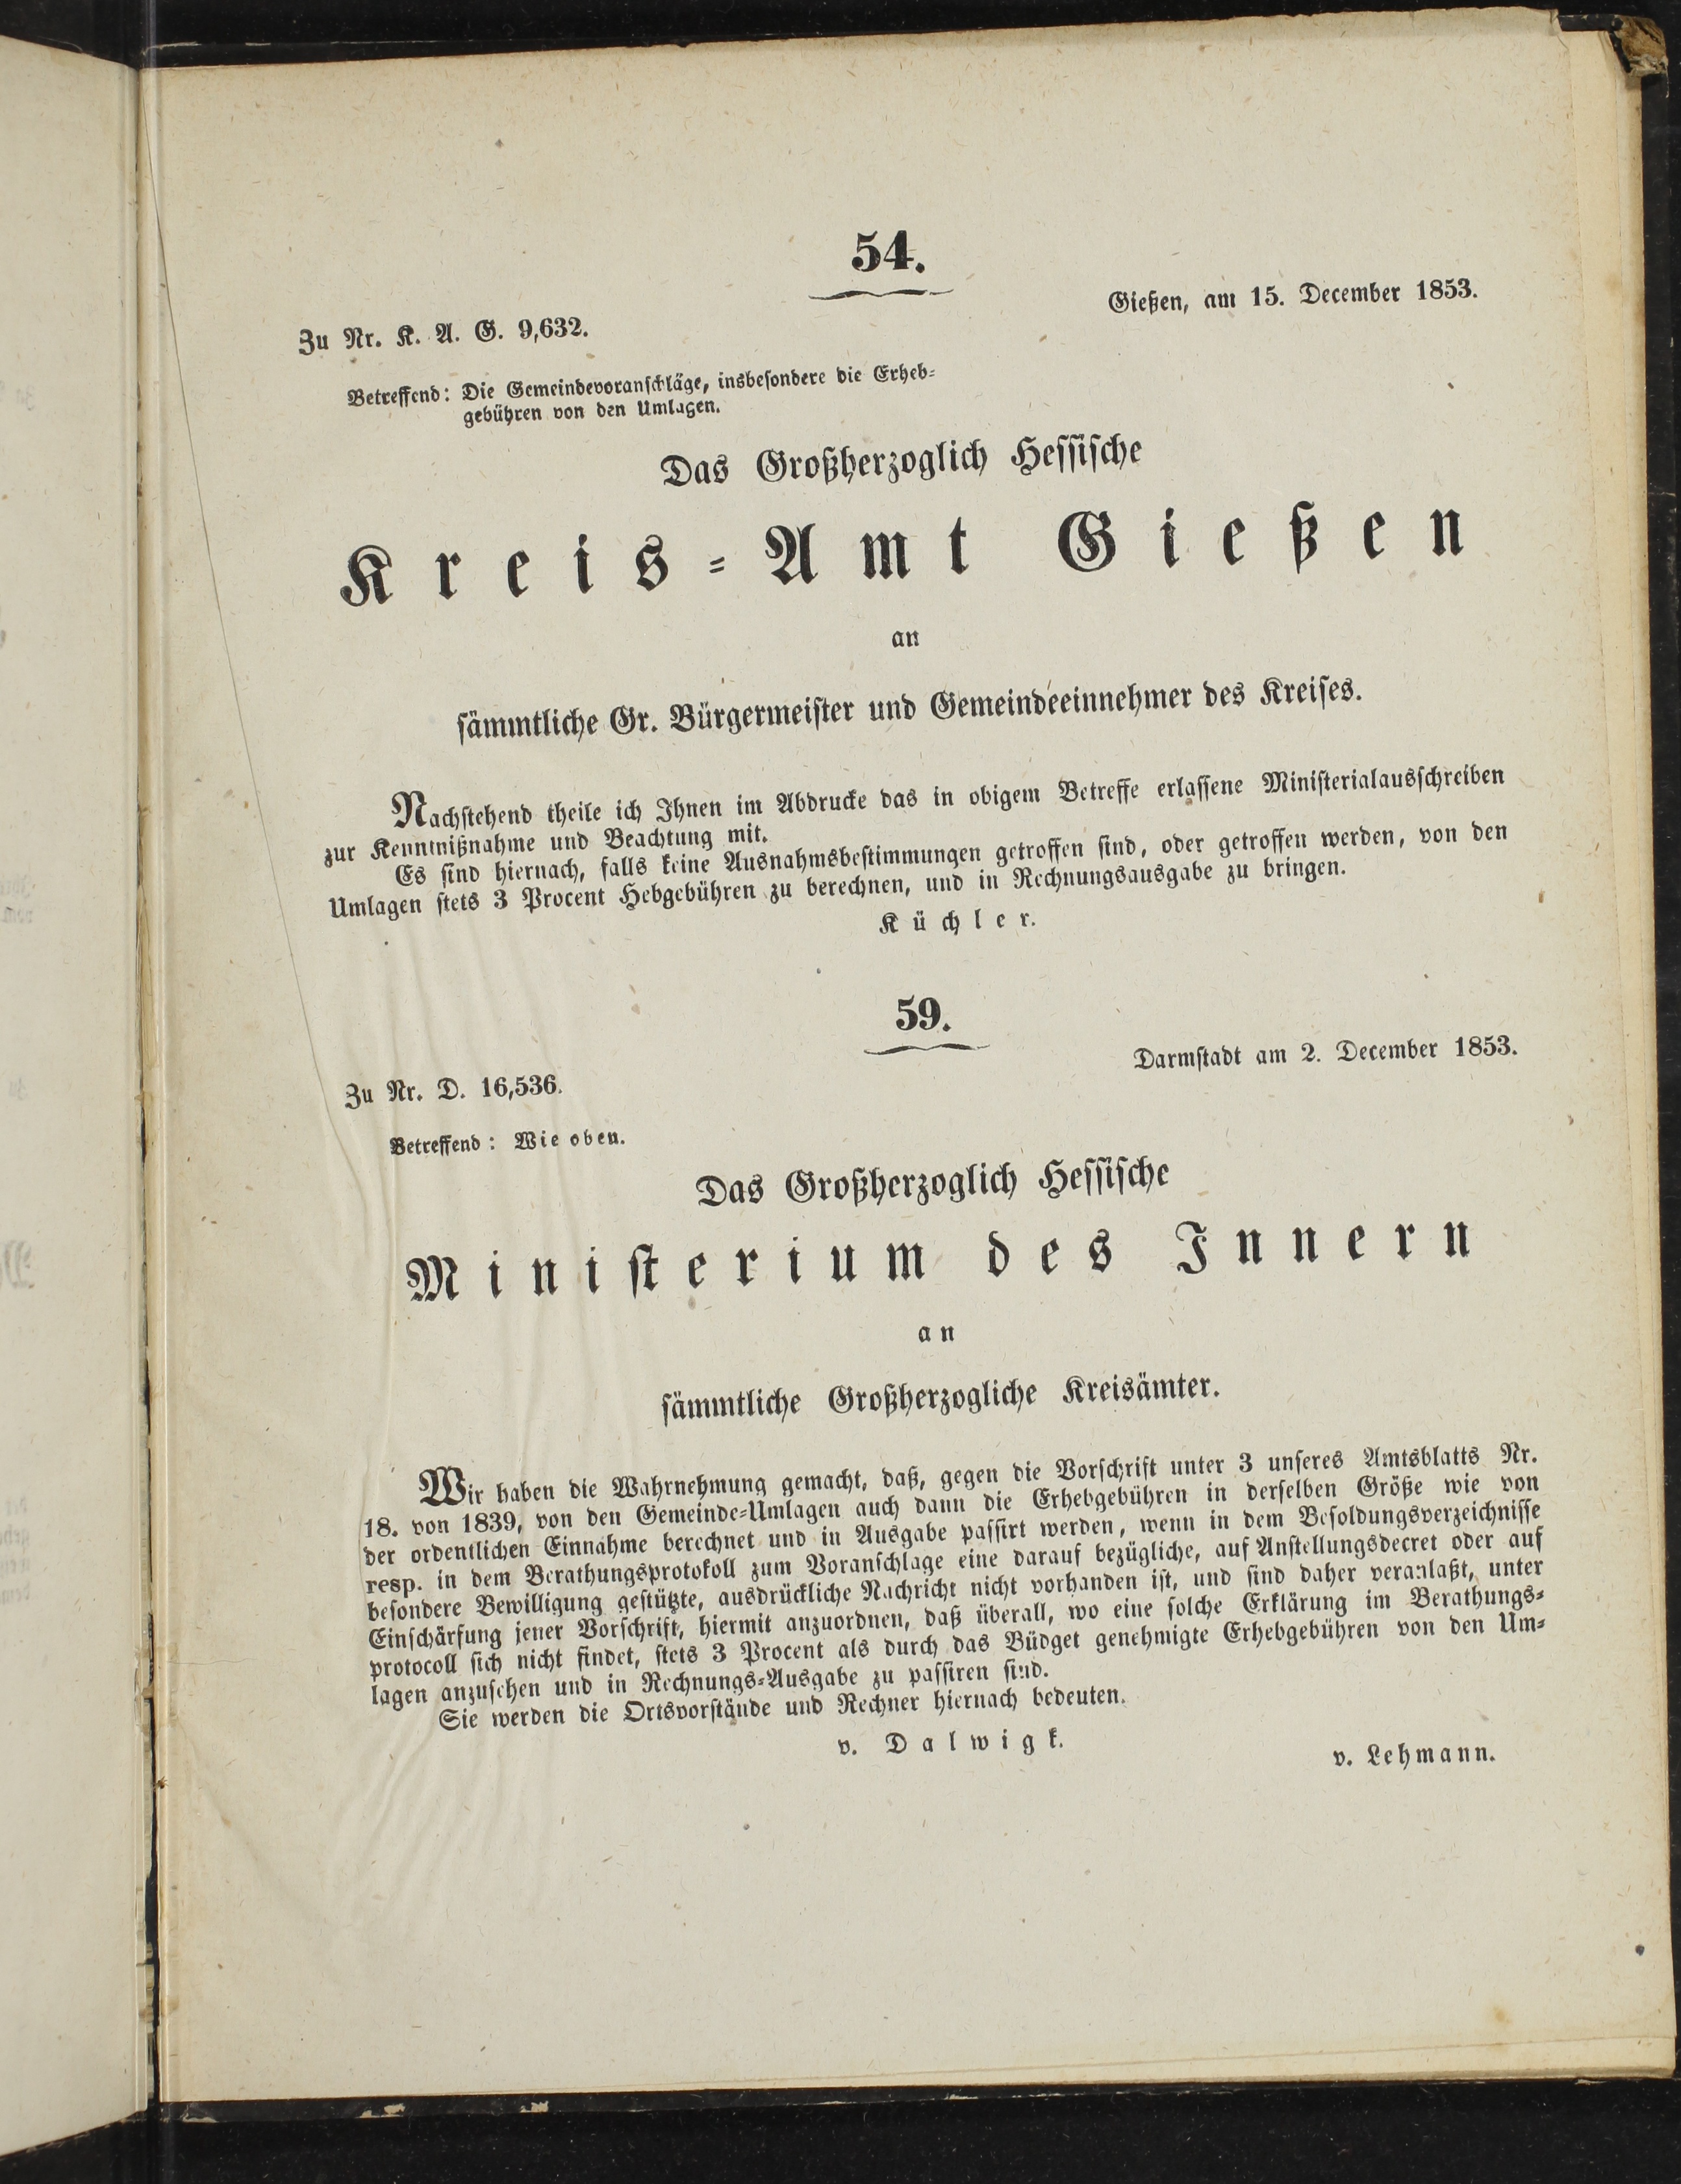 54.
Gießen, am 15. December 1853.
Zu Nr. K. A. G. 9,632.
Betreffend: Die Gemeindevoranschläge, insbesondere die Erheb-
gebühren von den Umlagen.
Das Großherzoglich Hessische
Kreis-Amt Gießen
an
sämmtliche Gr. Bürgermeister und Gemeindeeinnehmer des Kreises.
Nachstehend theile ich Ihnen im Abdrucke das in obigem Betreffe erlassene Ministerialausschreiben
zur Kenntnißnahme und Beachtung mit.
Es sind hiernach, falls keine Ausnahmsbestimmungen getroffen sind, oder getroffen werden, von den
Umlagen stets 3 Procent Hebgebühren zu berechnen, und in Rechnungsausgabe zu bringen.
Küchler.
59.
Darmstadt am 2. December 1853.
Zu Nr. D. 16,536.
Betreffend: Wie oben.
Das Großherzoglich Hessische
Ministerium des Innern
an
sämmtliche Großherzogliche Kreisämter.
Wir haben die Wahrnehmung gemacht, daß, gegen die Vorschrift unter 3 unseres Amtsblatts Nr.
18. von 1839, von den Gemeinde-Umlagen auch dann die Erhebgebühren in derselben Größe wie von
der ordentlichen Einnahme berechnet und in Ausgabe passirt werden, wenn in dem Besoldungsverzeichnisse
resp. in dem Berathungsprotokoll zum Voranschlage eine darauf bezügliche, auf Anstellungsdecret oder auf
besondere Bewilligung gestützte, ausdrückliche Nachricht nicht vorhanden ist, und sind daher veranlaßt, unter
Einschärfung jener Vorschrift, hiermit anzuordnen, daß überall, wo eine solche Erklärung im Berathungs-
protocoll sich nicht findet, stets 3 Procent als durch das Büdget genehmigte Erhebgebühren von den Um-
lagen anzusehen und in Rechnungs-Ausgabe zu passiren sind.
Sie werden die Ortsvorstände und Rechner hiernach bedeuten.
v. Dalwigk.
v. Lehmann.